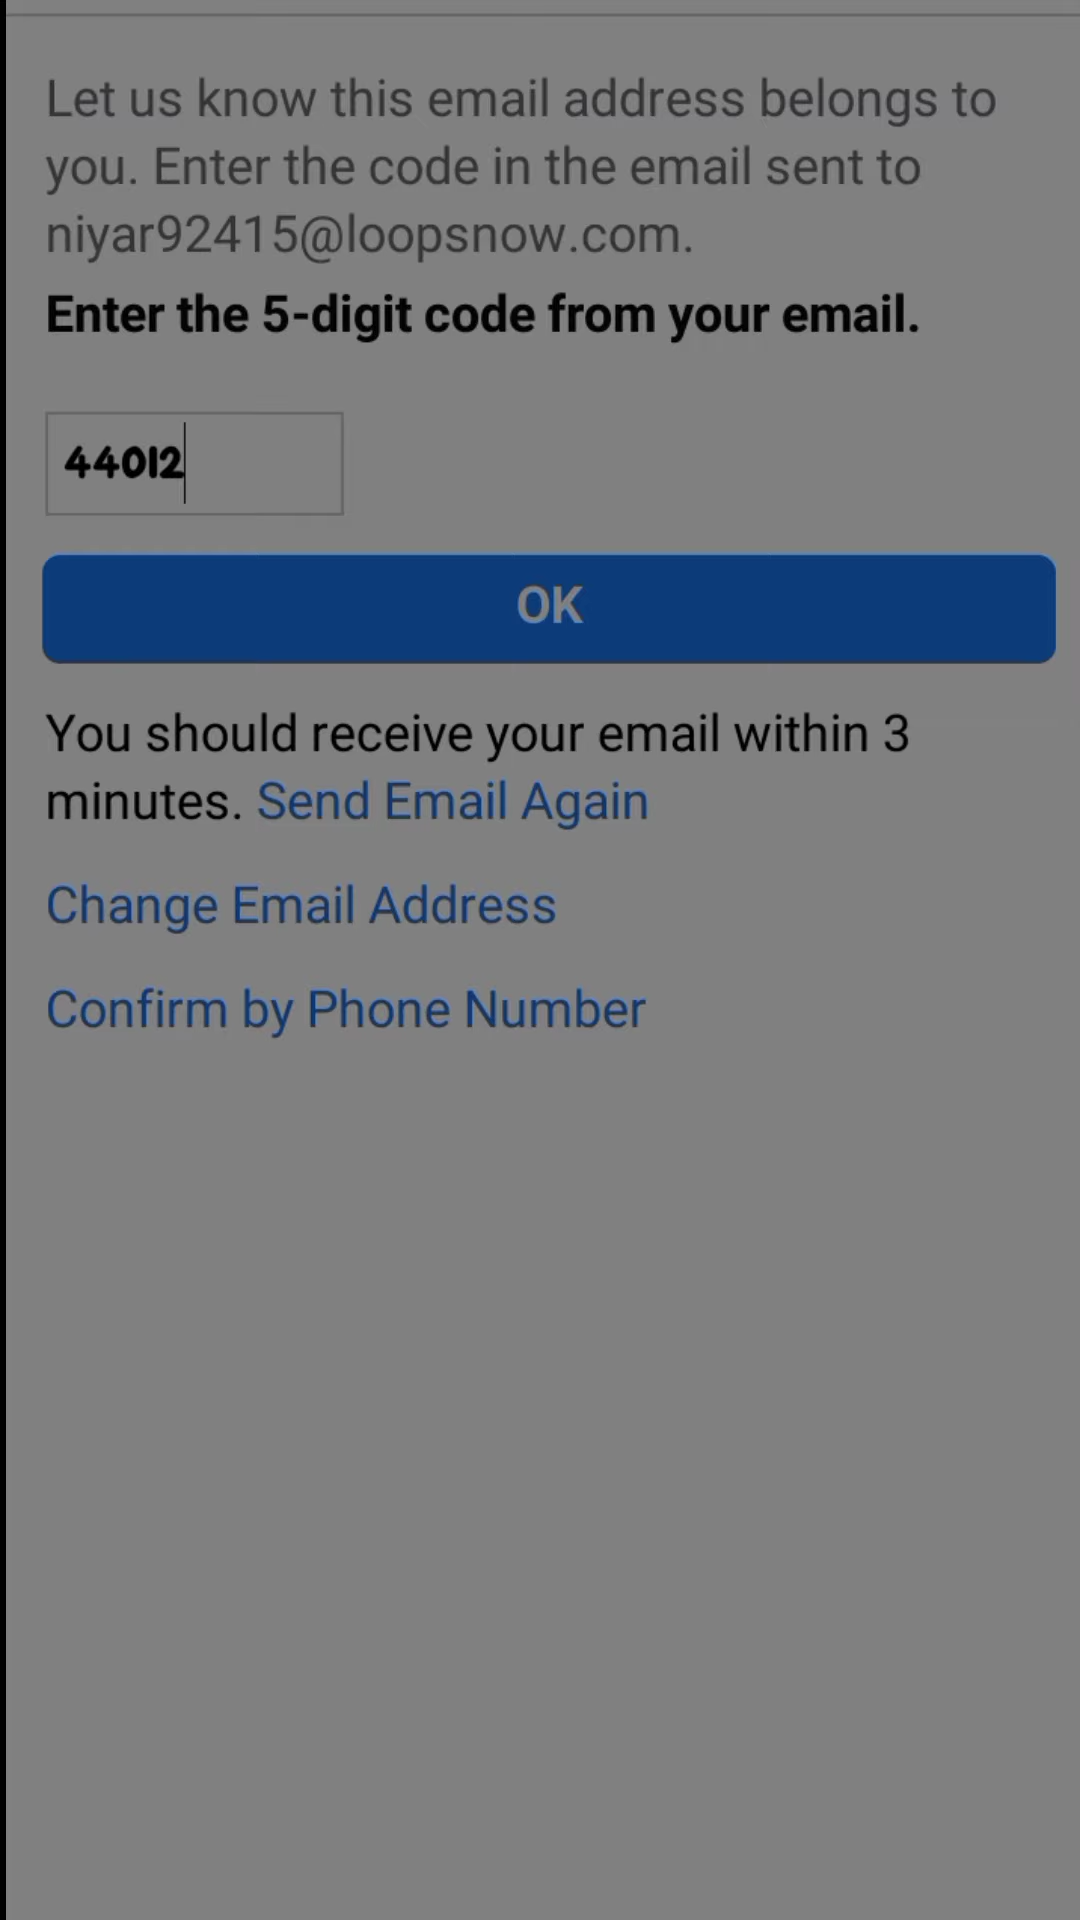 Let us know this email address belongs to
you. Enter the code in the email sent to
niyar92415@loopsnow.com.
Enter the 5-digit code from your email.
44012
OK
You should receive your email within 3
minutes. Send Email Again
Change Email Address
Confirm by Phone Number